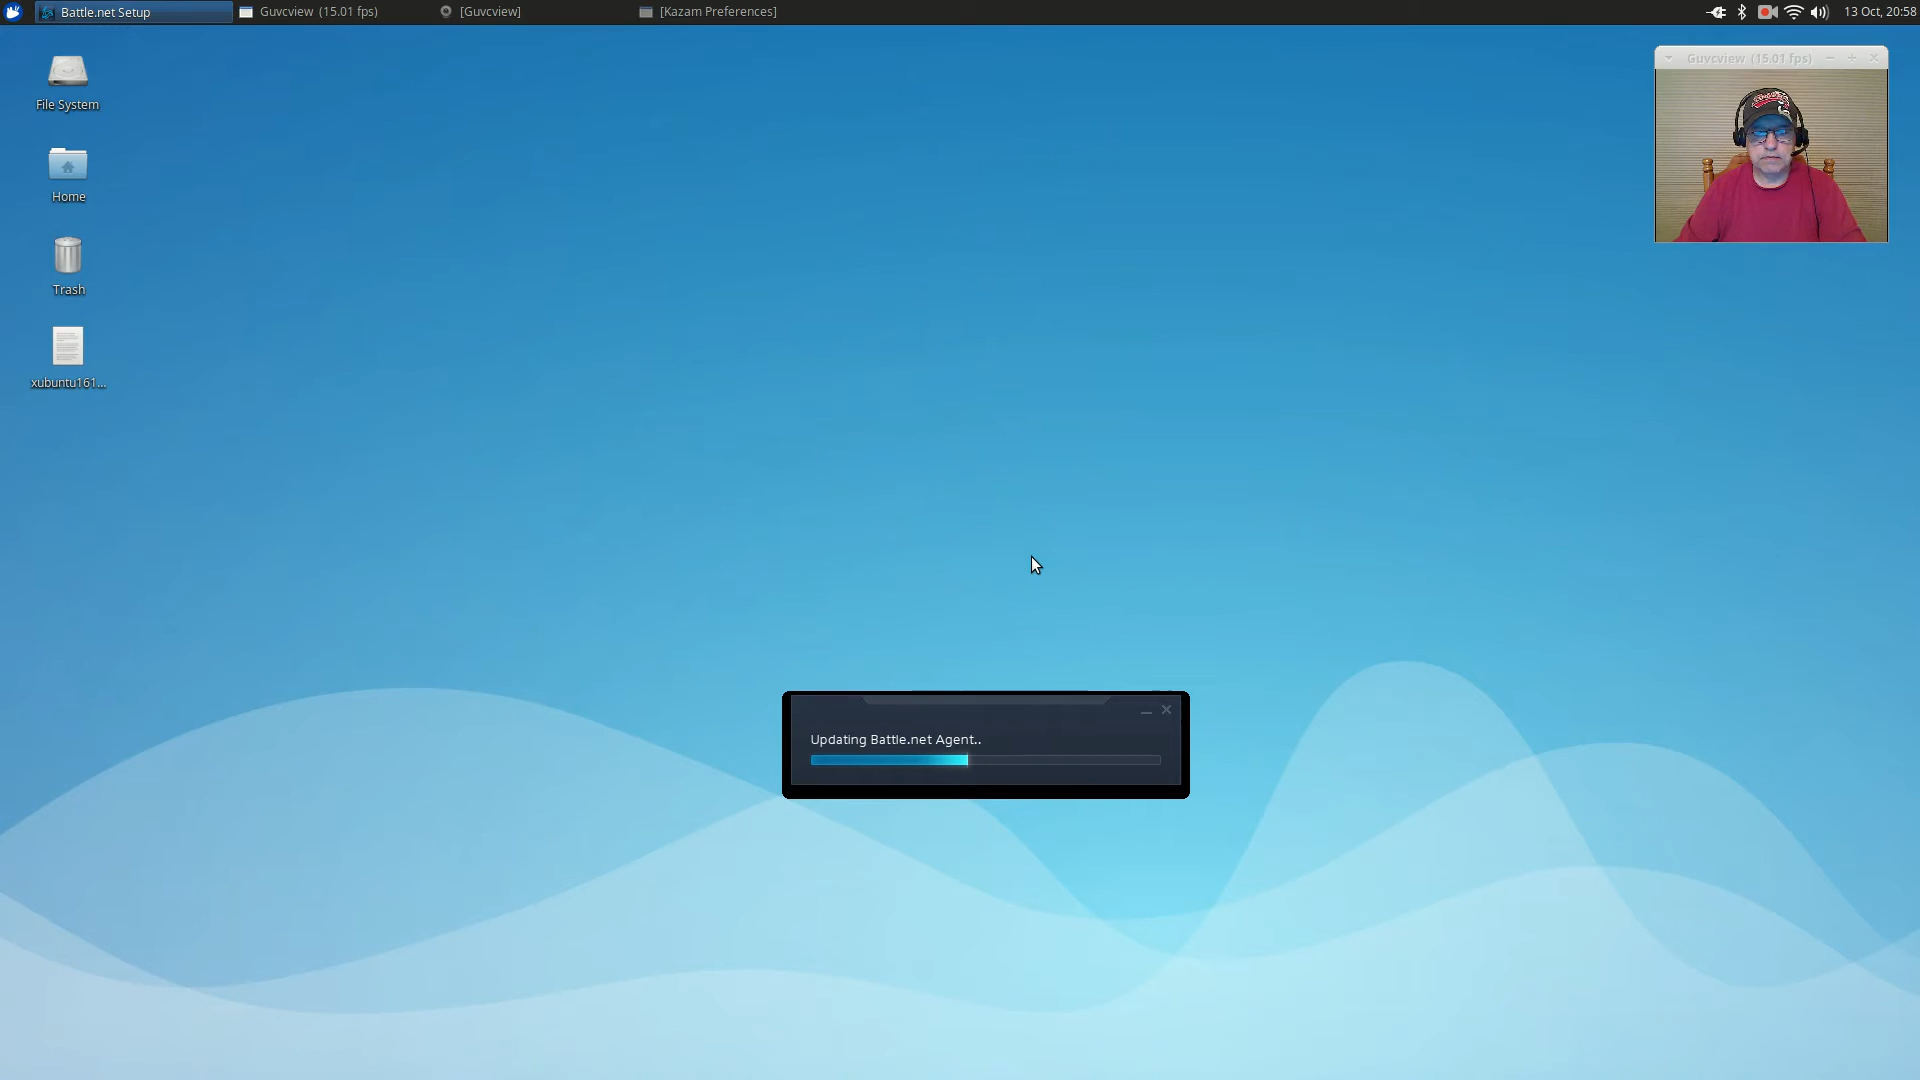 Battle.net Setup
Guvcview (15.01 fps)
[Guvcview]
[Kazam Preferences]
13 Oct, 20:58
File System
Home
Trash
xubuntu161...
Guvcview (15.01 fps)
Updating Battle.net Agent..